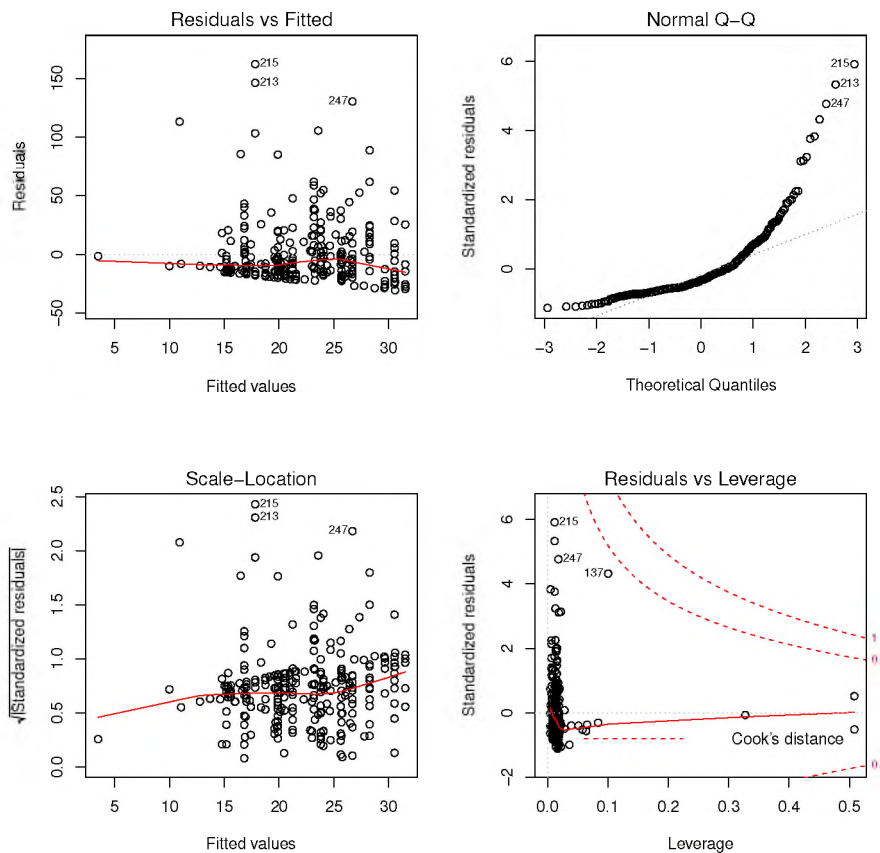 Residuals vs Fitted
Residuals
150
100
50
0
−50
215
213
247
5 10 15 20 25 30
Fitted values
Normal Q−Q
Standardized residuals
6
4
2
0
215
213
247
−3 −2 −1 0 1 2 3
Theoretical Quantiles
Scale−Location
√|Standardized residuals|
2.5
2.0
1.5
1.0
0.5
0.0
215
213
247
5 10 15 20 25 30
Fitted values
Residuals vs Leverage
Standardized residuals
6
4
2
0
−2
215
247
137
1
Cook's distance
0.0 0.1 0.2 0.3 0.4 0.5
Leverage